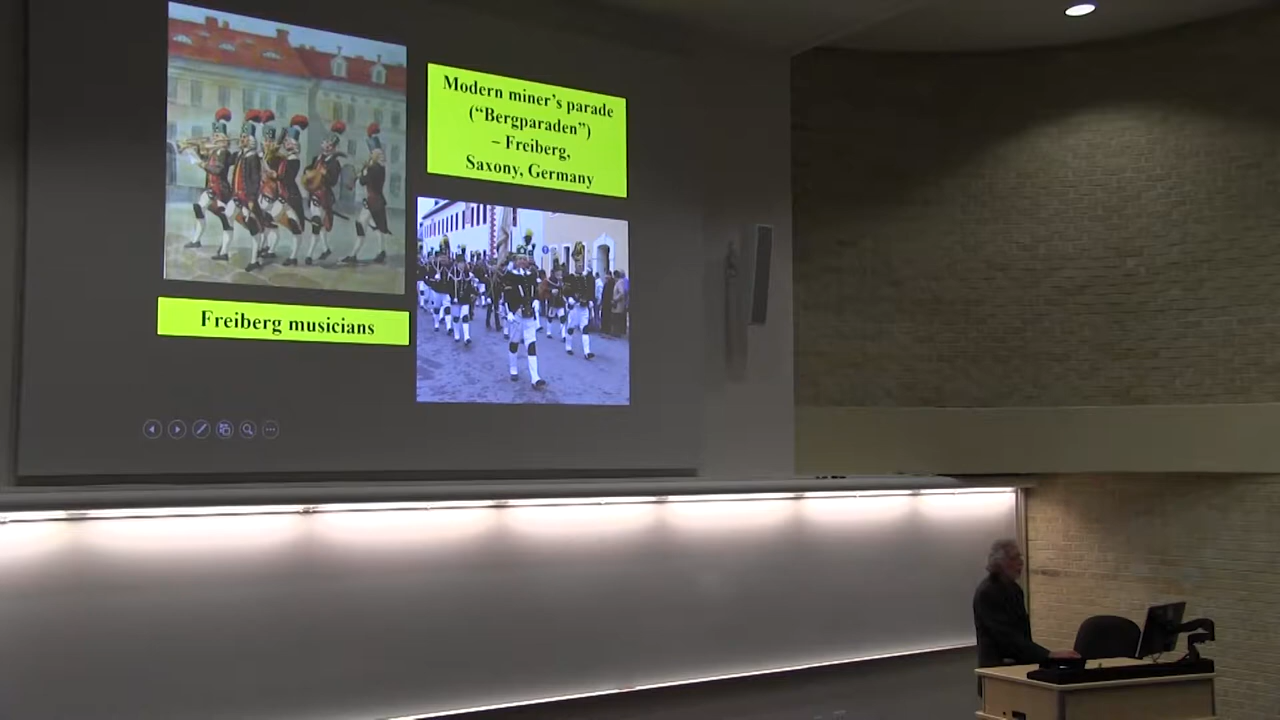 Modern miner's parade
(“Bergparaden”)
– Freiberg,
Saxony, Germany
Freiberg musicians